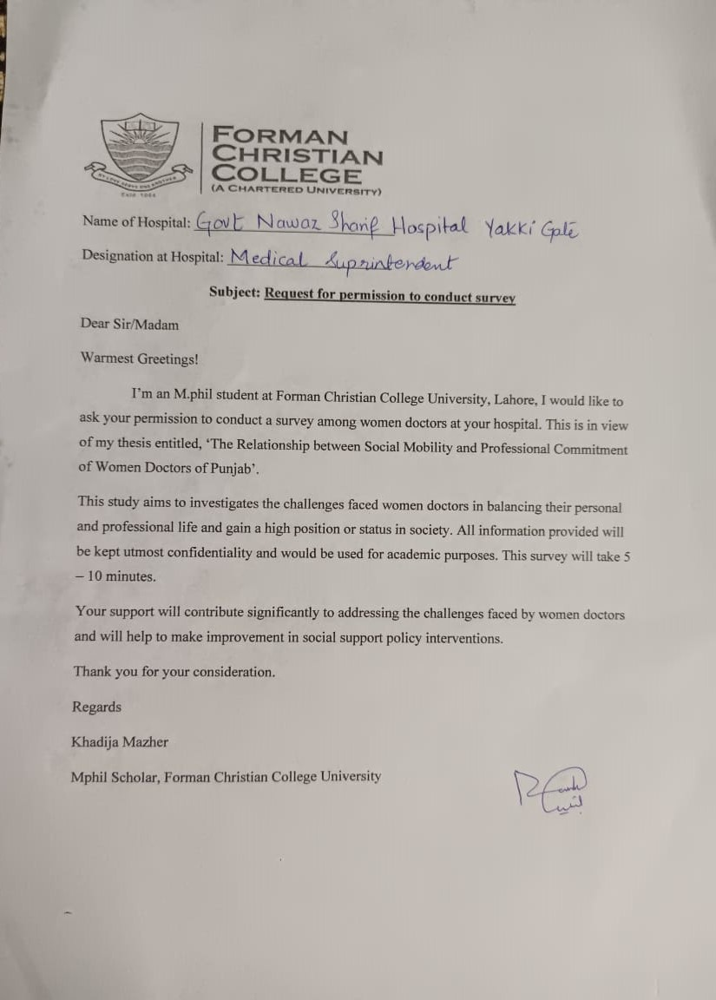 FORMAN
CHRISTIAN
COLLEGE
(A CHARTERED UNIVERSITY)
Name of Hospital: Govt Nawaz Sharif Hospital Yakki Gate
Designation at Hospital: Medical Suprintendent
Subject: Request for permission to conduct survey
Dear Sir/Madam
Warmest Greetings!
I'm an M.phil student at Forman Christian College University, Lahore, I would like to
ask your permission to conduct a survey among women doctors at your hospital. This is in view
of my thesis entitled, ‘The Relationship between Social Mobility and Professional Commitment
of Women Doctors of Punjab’.
This study aims to investigates the challenges faced women doctors in balancing their personal
and professional life and gain a high position or status in society. All information provided will
be kept utmost confidentiality and would be used for academic purposes. This survey will take 5
– 10 minutes.
Your support will contribute significantly to addressing the challenges faced by women doctors
and will help to make improvement in social support policy interventions.
Thank you for your consideration.
Regards
Khadija Mazher
Mphil Scholar, Forman Christian College University